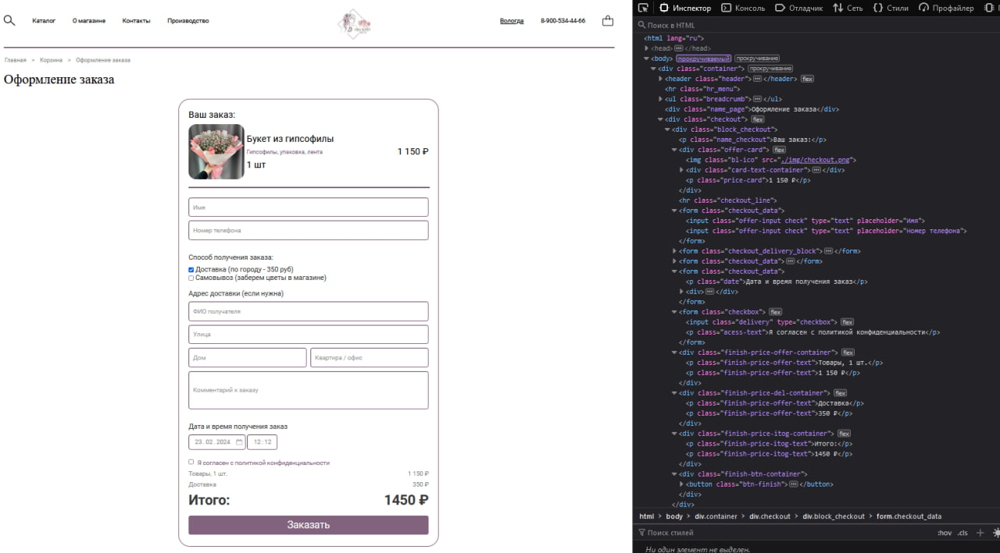 Каталог О магазине Контакты Производство Вологда 8-900-534-44-66
Главная > Корзина > Оформление заказа
Оформление заказа
Ваш заказ:
Букет из гипсофилы
Гипсофилы, упаковка, лента
1 шт
1 150 ₽
Имя
Номер телефона
Способ получения заказа:
Доставка (по городу - 350 руб)
Самовывоз (заберем цветы в магазине)
Адрес доставки (если нужна)
ФИО получателя
Улица
Дом Квартира / офис
Комментарий к заказу
Дата и время получения заказ
23.02.2024 12:12
Я согласен с политикой конфиденциальности
Товары, 1 шт. 1 150 ₽
Доставка 350 ₽
Итого: 1450 ₽
Заказать
Инспектор Консоль Отладчик Сеть Стили Профайлер
Поиск в HTML
<html lang="ru">
<head>⋯</head>
<body> прокручиваемый прокручивание
<div class="container"> прокручивание
<header class="header">⋯</header> flex
<hr class="hr_menu">
<ul class="breadcrumb">⋯</ul>
<div class="name_page">Оформление заказа</div>
<div class="checkout"> flex
<div class="block_checkout">
<p class="name_checkout">Ваш заказ:</p>
<div class="offer-card"> flex
<img class="bl-ico" src="./img/checkout.png">
<div class="card-text-container">⋯</div>
<p class="price-card">1 150 ₽</p>
</div>
<hr class="checkout_line">
<form class="checkout_data">
<input class="offer-input check" type="text" placeholder="Имя">
<input class="offer-input check" type="text" placeholder="Номер телефона">
</form>
<form class="checkout_delivery_block">⋯</form>
<form class="checkout_data">⋯</form>
<form class="checkout_data">
<p class="date">Дата и время получения заказ</p>
<div>⋯</div>
</form>
<form class="checkbox"> flex
<input class="delivery" type="checkbox"> flex
<p class="acess-text">Я согласен с политикой конфиденциальности</p>
</form>
<div class="finish-price-offer-container"> flex
<p class="finish-price-offer-text">Товары, 1 шт.</p>
<p class="finish-price-offer-text">1 150 ₽</p>
</div>
<div class="finish-price-del-container"> flex
<p class="finish-price-offer-text">Доставка</p>
<p class="finish-price-offer-text">350 ₽</p>
</div>
<div class="finish-price-itog-container"> flex
<p class="finish-price-itog-text">Итого:</p>
<p class="finish-price-itog-text">1450 ₽</p>
</div>
<div class="finish-btn-container">
<button class="btn-finish">⋯</button>
</div>
</div>
html > body > div.container > div.checkout > div.block_checkout > form.checkout_data
Поиск стилей :hov .cls
Ни один элемент не выделен.